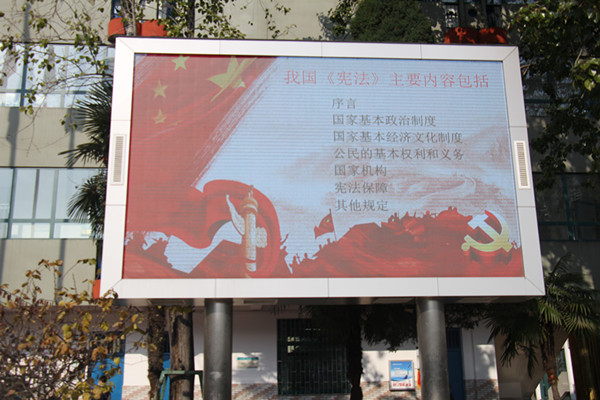 我国《宪法》主要内容包括
序言
国家基本政治制度
国家基本经济文化制度
公民的基本权利和义务
国家机构
宪法保障
其他规定